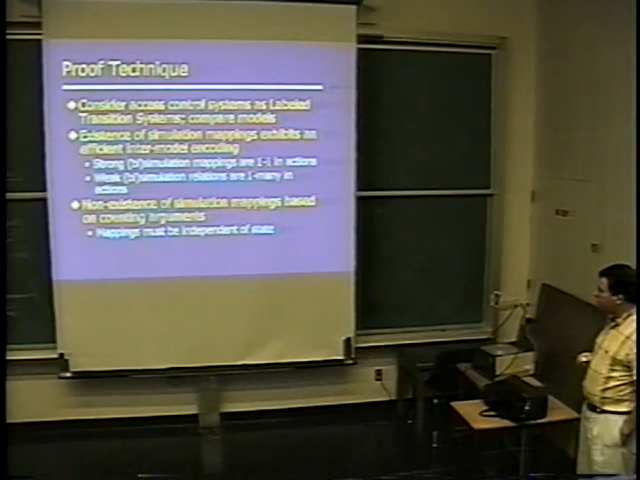 Proof Technique
Consider access control systems as Labeled
Transition Systems; compare models
Existence of simulation mappings exhibits an
efficient inter-model encoding
Strong (bi)simulation mappings are 1-1 in actions
Weak (bi)simulation relations are 1-many in
actions
Non-existence of simulation mappings based
on counting arguments
Mappings must be independent of state